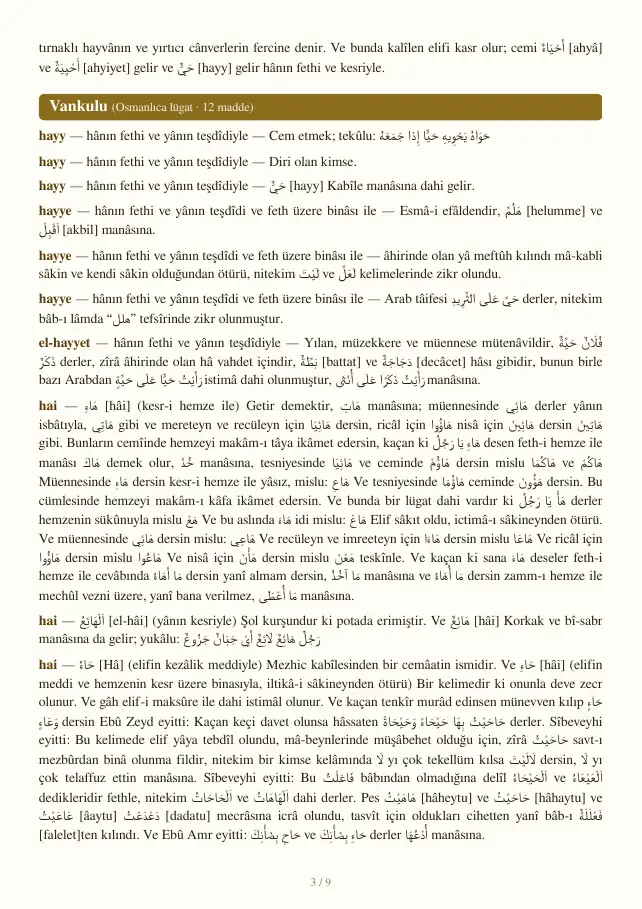 tırnaklı hayvânın ve yırtıcı cânverlerin fercine denir. Ve bunda kalîlen elifi kasr olur; cemi أَحْيَاءٌ [ahyâ]
ve أَحْيِيَةٌ [ahyiyet] gelir ve حَيٌّ [hayy] gelir hânın fethi ve kesriyle.
Vankulu (Osmanlıca lügat · 12 madde)
hayy — hânın fethi ve yânın teşdîdiyle — Cem etmek; tekûlu: حَوَاهُ يَحْوِيهِ حَيًّا إِذَا جَمَعَهُ
hayy — hânın fethi ve yânın teşdîdiyle — Diri olan kimse.
hayy — hânın fethi ve yânın teşdîdiyle — حَيٌّ [hayy] Kabîle manâsına dahi gelir.
hayye — hânın fethi ve yânın teşdîdi ve feth üzere binâsı ile — Esmâ-i efâldendir, هَلُمَّ [helumme] ve
أَقْبِلْ [akbil] manâsına.
hayye — hânın fethi ve yânın teşdîdi ve feth üzere binâsı ile — âhirinde olan yâ meftûh kılındı mâ-kabli
sâkin ve kendi sâkin olduğundan ötürü, nitekim لَيْتَ ve لَعَلَّ kelimelerinde zikr olundu.
hayye — hânın fethi ve yânın teşdîdi ve feth üzere binâsı ile — Arab tâifesi حَيَّ عَلَى الثَّرِيدِ derler, nitekim
bâb-ı lâmda “هلل” tefsîrinde zikr olunmuştur.
el-hayyet — hânın fethi ve yânın teşdîdiyle — Yılan, müzekkere ve müennese mütenâvildir, فُلَانٌ حَيَّةٌ
ذَكَرٌ derler, zîrâ âhirinde olan hâ vahdet içindir, بَطَّةٌ [battat] ve دَجَاجَةٌ [decâcet] hâsı gibidir, bunun birle
bazı Arabdan رَأَيْتُ حَيًّا عَلَى حَيَّةٍ istimâ dahi olunmuştur, رَأَيْتُ ذَكَرًا عَلَى أُنْثَى manâsına.
hai — هَاءِ [hâi] (kesr-i hemze ile) Getir demektir, هَاتِ manâsına; müennesinde هَائِي derler yânın
isbâtıyla, هَاتِي gibi ve mereteyn ve recüleyn için هَائِيَا dersin, ricâl için هَاؤُوا nisâ için هَائِينَ dersin هَاتِينَ
gibi. Bunların cemîinde hemzeyi makâm-ı tâya ikâmet edersin, kaçan ki هَاءَ يَا رَجُلُ desen feth-i hemze ile
manâsı هَاكَ demek olur, خُذْ manâsına, tesniyesinde هَائِيَا ve ceminde هَاؤُمْ dersin mislu هَاكُمَا ve هَاكُمْ
Müennesinde هَاءِ dersin kesr-i hemze ile yâsız, mislu: هَاعِ Ve tesniyesinde هَاؤُمَا ceminde هَؤُونَ dersin. Bu
cümlesinde hemzeyi makâm-ı kâfa ikâmet edersin. Ve bunda bir lügat dahi vardır ki هَأْ يَا رَجُلُ derler
hemzenin sükûnuyla mislu هَعْ Ve bu aslında هَاءْ idi mislu: هَاعْ Elif sâkıt oldu, ictimâ-ı sâkineynden ötürü.
Ve müennesinde هَائِي dersin mislu: هَاعِي Ve recüleyn ve imreeteyn için هَاءَا dersin mislu هَاعَا Ve ricâl için
هَاؤُوا dersin mislu هَاعُوا Ve nisâ için هَأْنَ dersin mislu هَعْنَ teskînle. Ve kaçan ki sana هَاءَ deseler feth-i
hemze ile cevâbında مَا أَهَاءُ dersin yanî almam dersin, مَا آخُذُ manâsına ve مَا أُهَاءُ dersin zamm-ı hemze ile
mechûl vezni üzere, yanî bana verilmez, مَا أُعْطَى manâsına.
hai — اَلْهَائِعُ [el-hâi] (yânın kesriyle) Şol kurşundur ki potada erimiştir. Ve هَائِعٌ [hâi] Korkak ve bî-sabr
manâsına da gelir; yukâlu: رَجُلٌ هَائِعٌ لَائِعٌ أَيْ جَبَانٌ جَزُوعٌ
hai — حَاءٌ [Hâ] (elifin kezâlik meddiyle) Mezhic kabîlesinden bir cemâatin ismidir. Ve حَاءِ [hâi] (elifin
meddi ve hemzenin kesr üzere binasıyla, iltikâ-i sâkineynden ötürü) Bir kelimedir ki onunla deve zecr
olunur. Ve gâh elif-i maksûre ile dahi istimâl olunur. Ve kaçan tenkîr murâd edinsen münevven kılıp حَاءٍ
وَعَاءٍ dersin Ebû Zeyd eyitti: Kaçan keçi davet olunsa hâssaten حَاحَيْتُ بِهَا حَيْحَاءً وَحَيْحَاةً derler. Sîbeveyhi
eyitti: Bu kelimede elif yâya tebdîl olundu, mâ-beynlerinde müşâbehet olduğu için, zîrâ حَاحَيْتُ savt-ı
mezbûrdan binâ olunma fildir, nitekim bir kimse kelâmında لَا yı çok tekellüm kılsa لَالَيْتَ dersin, لَا yı
çok telaffuz ettin manâsına. Sîbeveyhi eyitti: Bu فَاعَلْتُ bâbından olmadığına delîl اَلْحَيْحَاءُ ve اَلْعَيْعَاءُ
dedikleridir fethle, nitekim اَلْحَاحَاتُ ve اَلْهَاهَاتُ dahi derler. Pes هَاهَيْتُ [hâheytu] ve حَاحَيْتُ [hâhaytu] ve
عَاعَيْتُ [âaytu] دَعْدَعْتُ [dadatu] mecrâsına icrâ olundu, tasvît için oldukları cihetten yanî bâb-ı فَعْلَلَةٌ
[falelet]ten kılındı. Ve Ebû Amr eyitti: حَاحِ بِضَأْنِكَ ve حَاءِ بِضَأْنِكَ derler اُدْعُهَا manâsına.
3 / 9